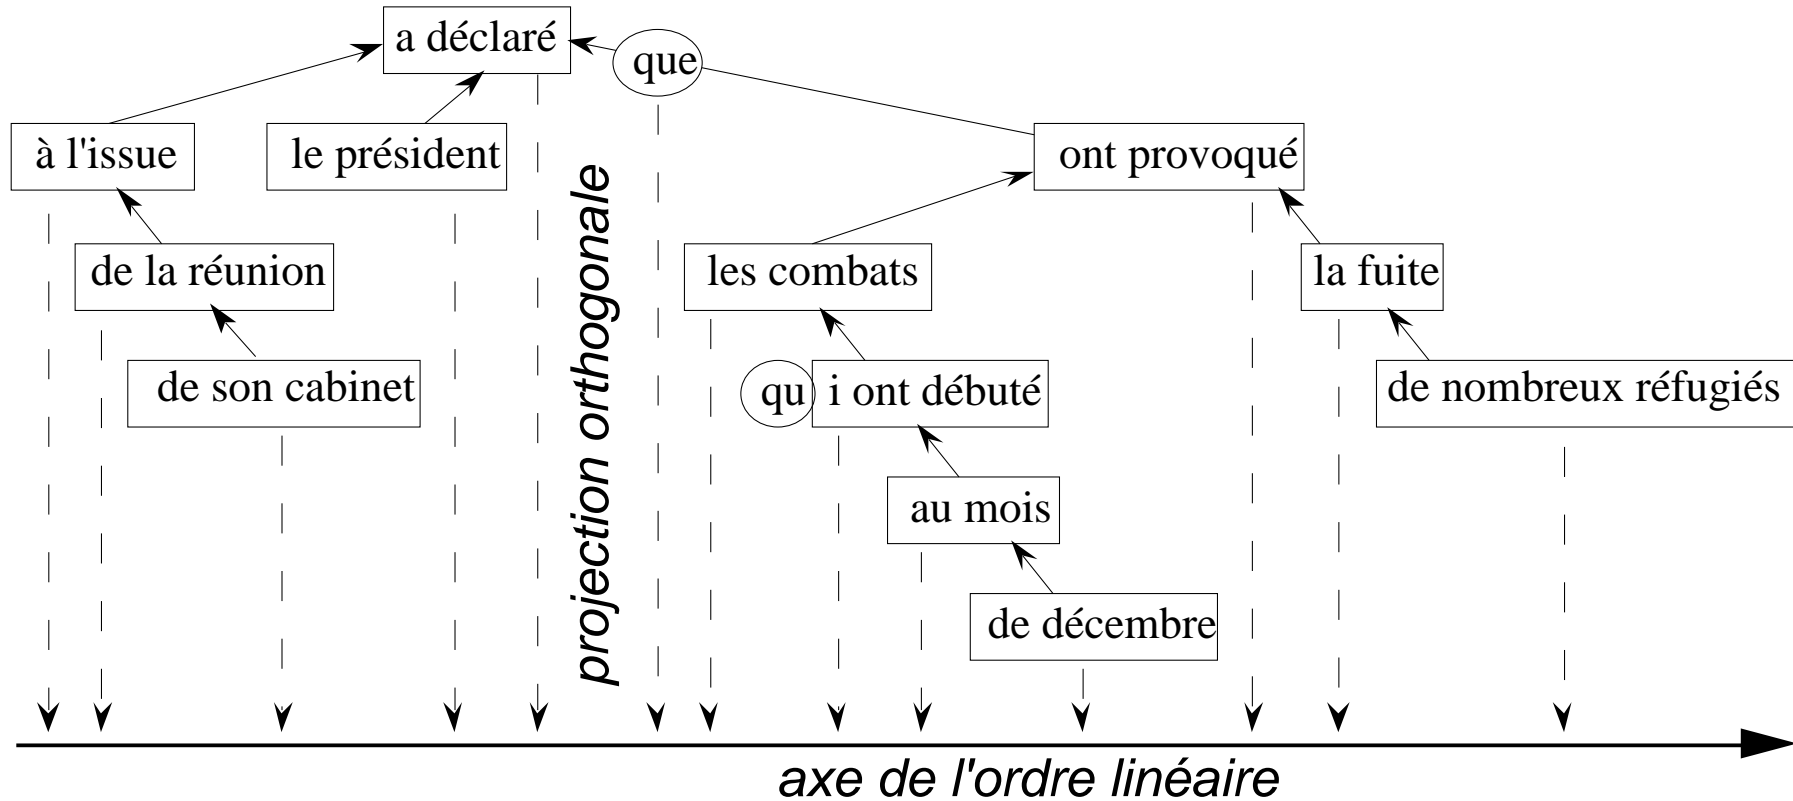 a déclaré
que
à l'issue
le président
ont provoqué
de la réunion
les combats
la fuite
de son cabinet
qu
i ont débuté
de nombreux réfugiés
au mois
de décembre
projection orthogonale
axe de l'ordre linéaire